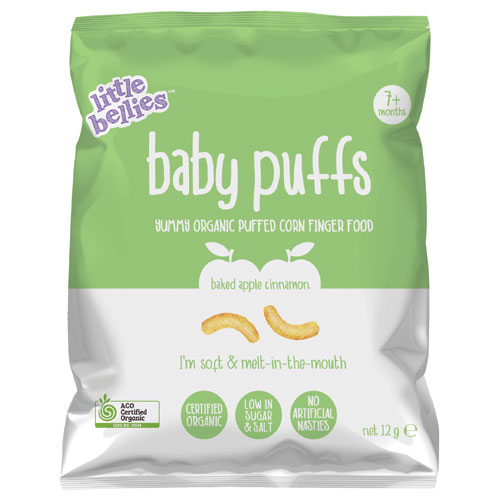 little
bellies™
7+
months
baby puffs
YUMMY ORGANIC PUFFED CORN FINGER FOOD
baked apple cinnamon
I'm soft & melt-in-the-mouth
ACO
Certified
Organic
CERTIFIED
ORGANIC
LOW IN
SUGAR
& SALT
NO
ARTIFICIAL
NASTIES
net 12 g ℮